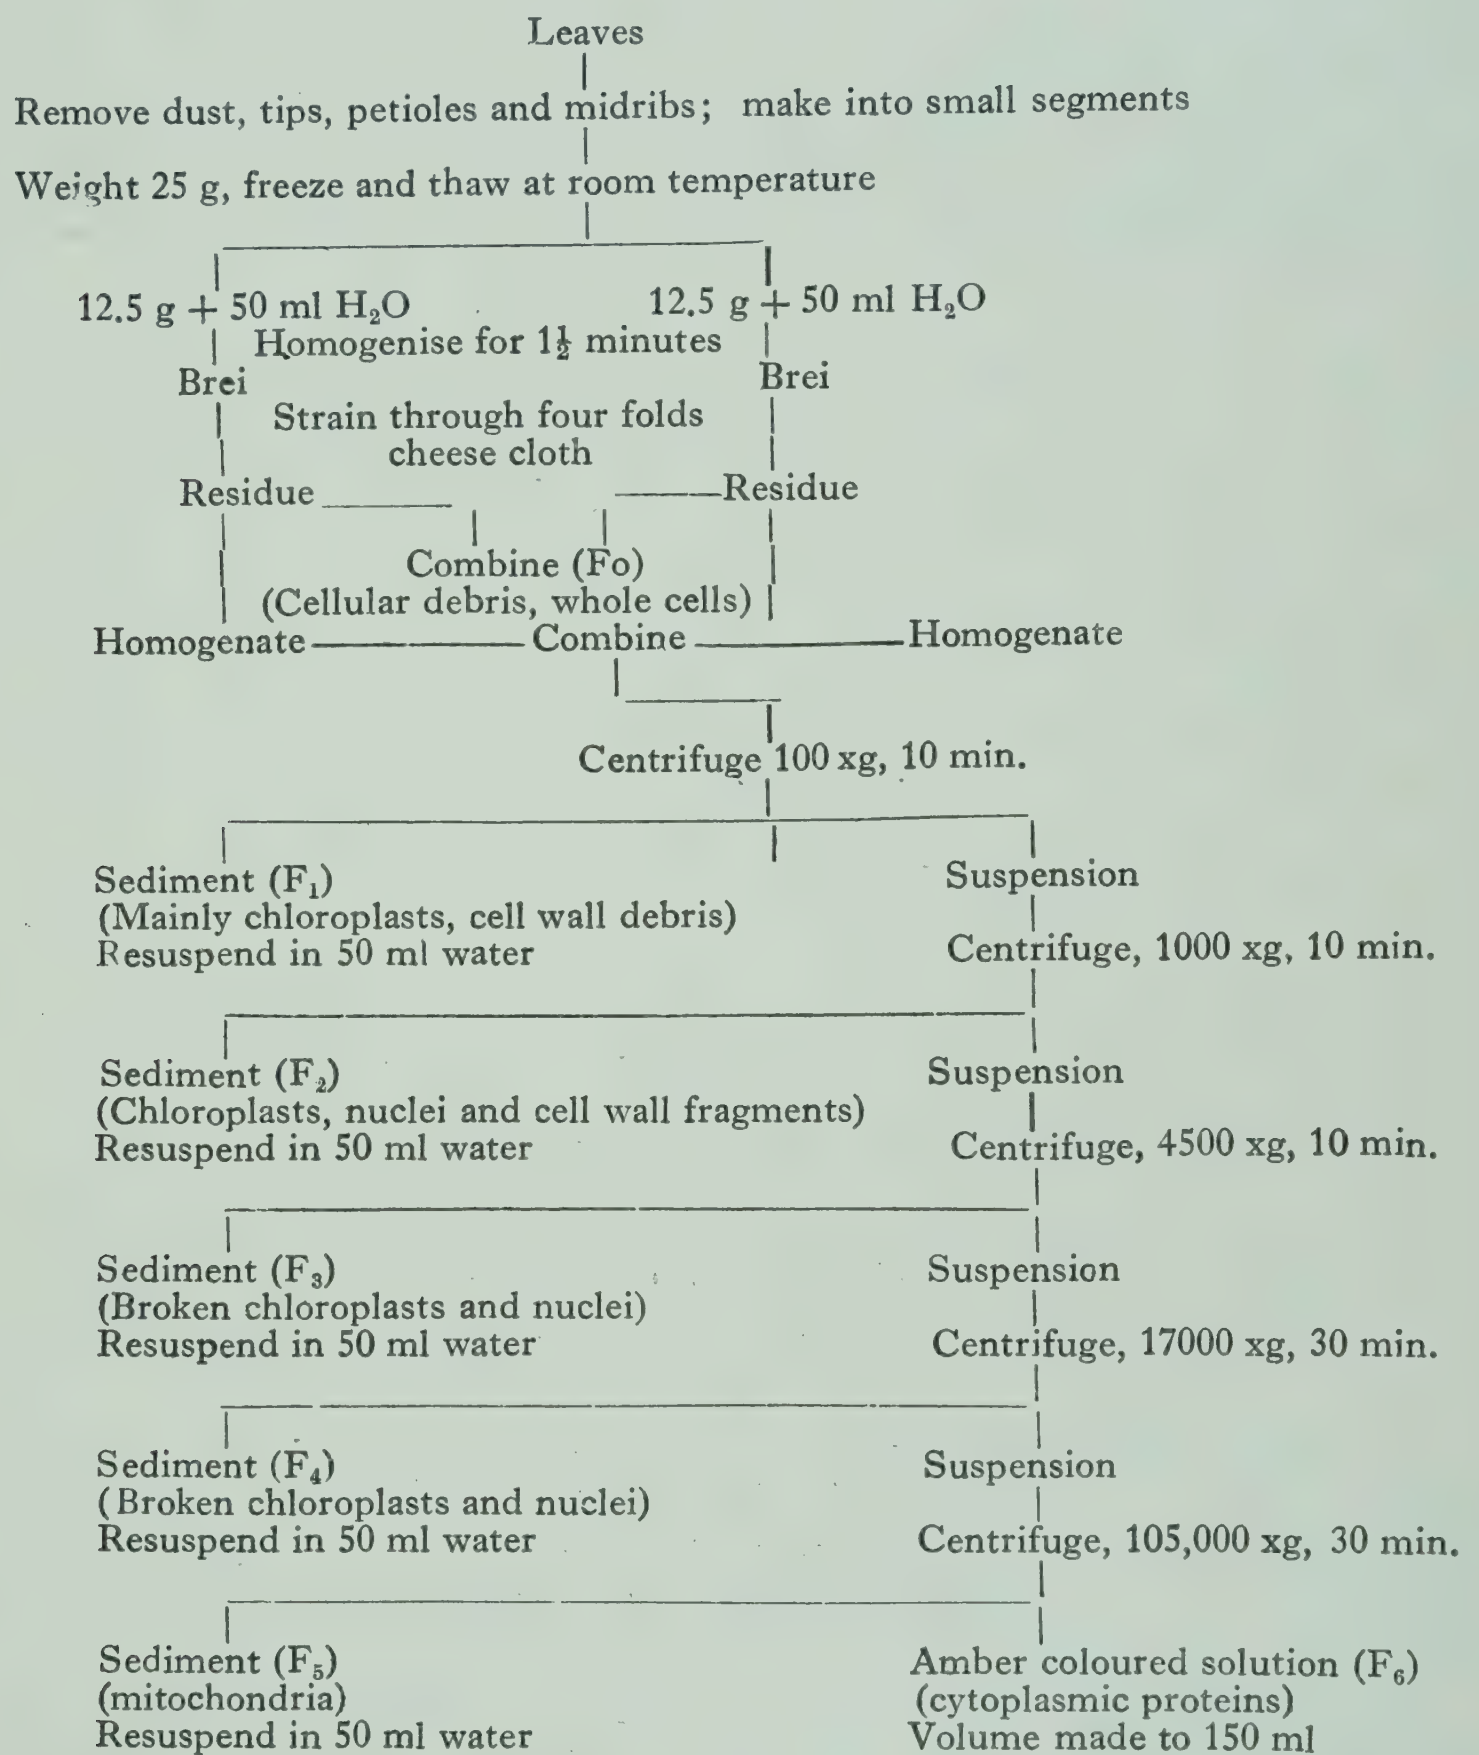 Leaves
Remove dust, tips, petioles and midribs; make into small segments
Weight 25 g, freeze and thaw at room temperature
12.5 g + 50 ml H₂O 12.5 g + 50 ml H₂O
Homogenise for 1½ minutes
Brei Brei
Strain through four folds
cheese cloth
Residue Residue
Combine (Fo)
(Cellular debris, whole cells)
Homogenate Combine Homogenate
Centrifuge 100 xg, 10 min.
Sediment (F₁) Suspension
(Mainly chloroplasts, cell wall debris)
Resuspend in 50 ml water Centrifuge, 1000 xg, 10 min.
Sediment (F₂) Suspension
(Chloroplasts, nuclei and cell wall fragments)
Resuspend in 50 ml water Centrifuge, 4500 xg, 10 min.
Sediment (F₃) Suspension
(Broken chloroplasts and nuclei)
Resuspend in 50 ml water Centrifuge, 17000 xg, 30 min.
Sediment (F₄) Suspension
(Broken chloroplasts and nuclei)
Resuspend in 50 ml water Centrifuge, 105,000 xg, 30 min.
Sediment (F₅) Amber coloured solution (F₆)
(mitochondria) (cytoplasmic proteins)
Resuspend in 50 ml water Volume made to 150 ml